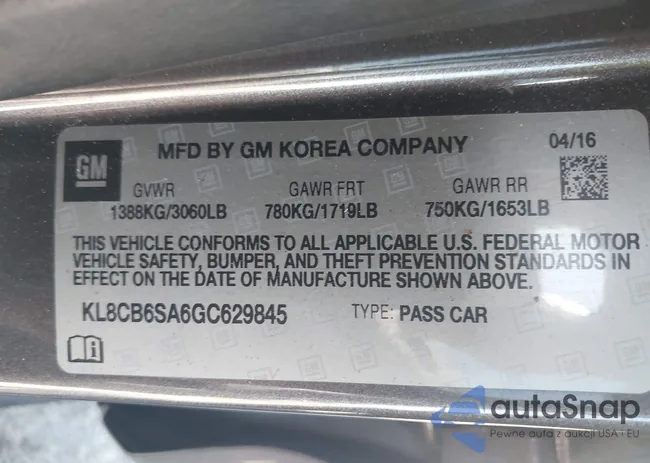 GM
MFD BY GM KOREA COMPANY 04/16
GVWR GAWR FRT GAWR RR
1388KG/3060LB 780KG/1719LB 750KG/1653LB
THIS VEHICLE CONFORMS TO ALL APPLICABLE U.S. FEDERAL MOTOR
VEHICLE SAFETY, BUMPER, AND THEFT PREVENTION STANDARDS IN
EFFECT ON THE DATE OF MANUFACTURE SHOWN ABOVE.
KL8CB6SA6GC629845 TYPE: PASS CAR
autoSnap
Pewne auta z aukcji USA i EU